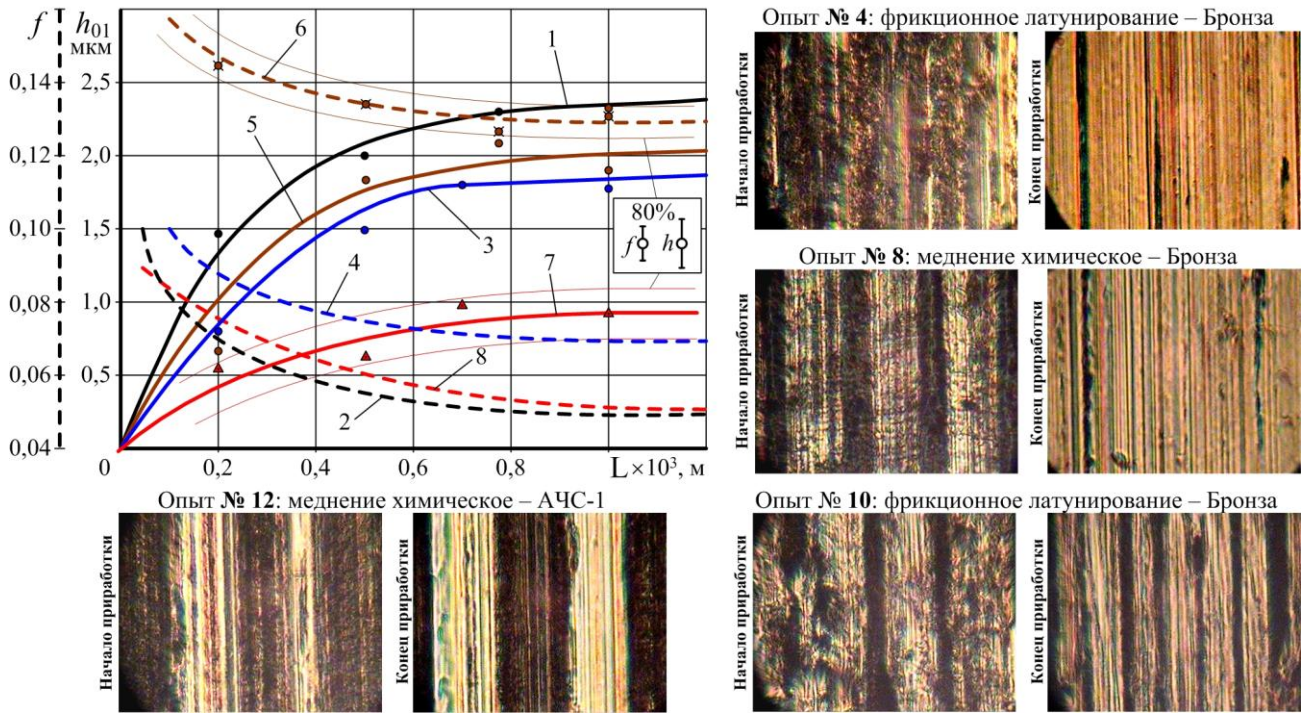 f
h01
мкм
0,14
0,12
0,10
0,08
0,06
0,04
2,5
2,0
1,5
1,0
0,5
0
0,2
0,4
0,6
0,8
L×10³, м
6
1
5
3
4
7
8
2
80%
f h
Опыт № 4: фрикционное латунирование – Бронза
Начало приработки
Конец приработки
Опыт № 8: меднение химическое – Бронза
Начало приработки
Конец приработки
Опыт № 12: меднение химическое – АЧС-1
Начало приработки
Конец приработки
Опыт № 10: фрикционное латунирование – Бронза
Начало приработки
Конец приработки